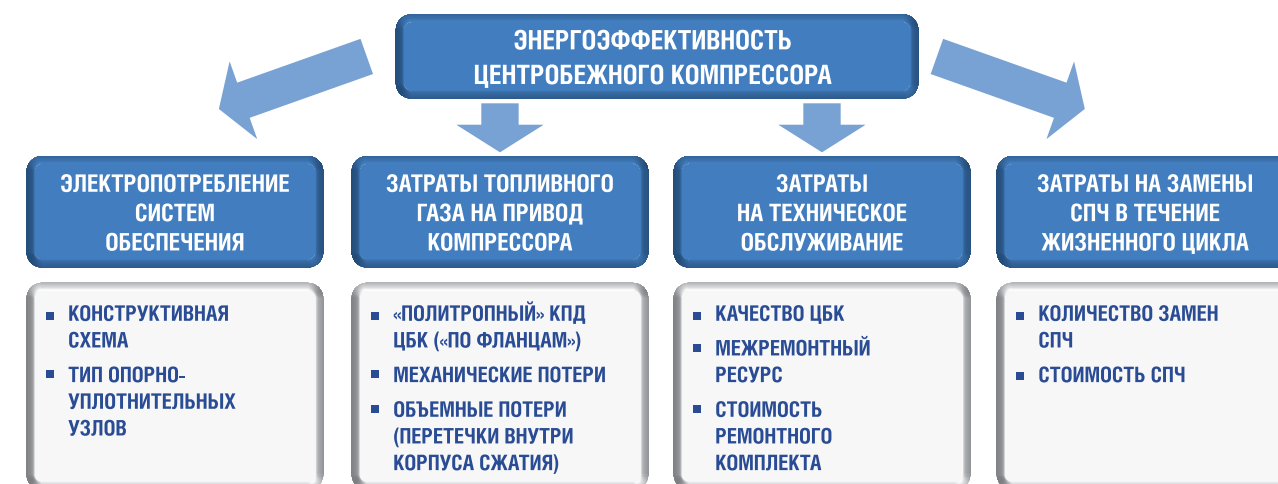 ЭНЕРГОЭФФЕКТИВНОСТЬ
ЦЕНТРОБЕЖНОГО КОМПРЕССОРА
ЭЛЕКТРОПОТРЕБЛЕНИЕ
СИСТЕМ
ОБЕСПЕЧЕНИЯ
КОНСТРУКТИВНАЯ
СХЕМА
ТИП ОПОРНО-
УПЛОТНИТЕЛЬНЫХ
УЗЛОВ
ЗАТРАТЫ ТОПЛИВНОГО
ГАЗА НА ПРИВОД
КОМПРЕССОРА
«ПОЛИТРОПНЫЙ» КПД
ЦБК («ПО ФЛАНЦАМ»)
МЕХАНИЧЕСКИЕ ПОТЕРИ
ОБЪЕМНЫЕ ПОТЕРИ
(ПЕРЕТЕЧКИ ВНУТРИ
КОРПУСА СЖАТИЯ)
ЗАТРАТЫ
НА ТЕХНИЧЕСКОЕ
ОБСЛУЖИВАНИЕ
КАЧЕСТВО ЦБК
МЕЖРЕМОНТНЫЙ
РЕСУРС
СТОИМОСТЬ
РЕМОНТНОГО
КОМПЛЕКТА
ЗАТРАТЫ НА ЗАМЕНЫ
СПЧ В ТЕЧЕНИЕ
ЖИЗНЕННОГО ЦИКЛА
КОЛИЧЕСТВО ЗАМЕН
СПЧ
СТОИМОСТЬ СПЧ